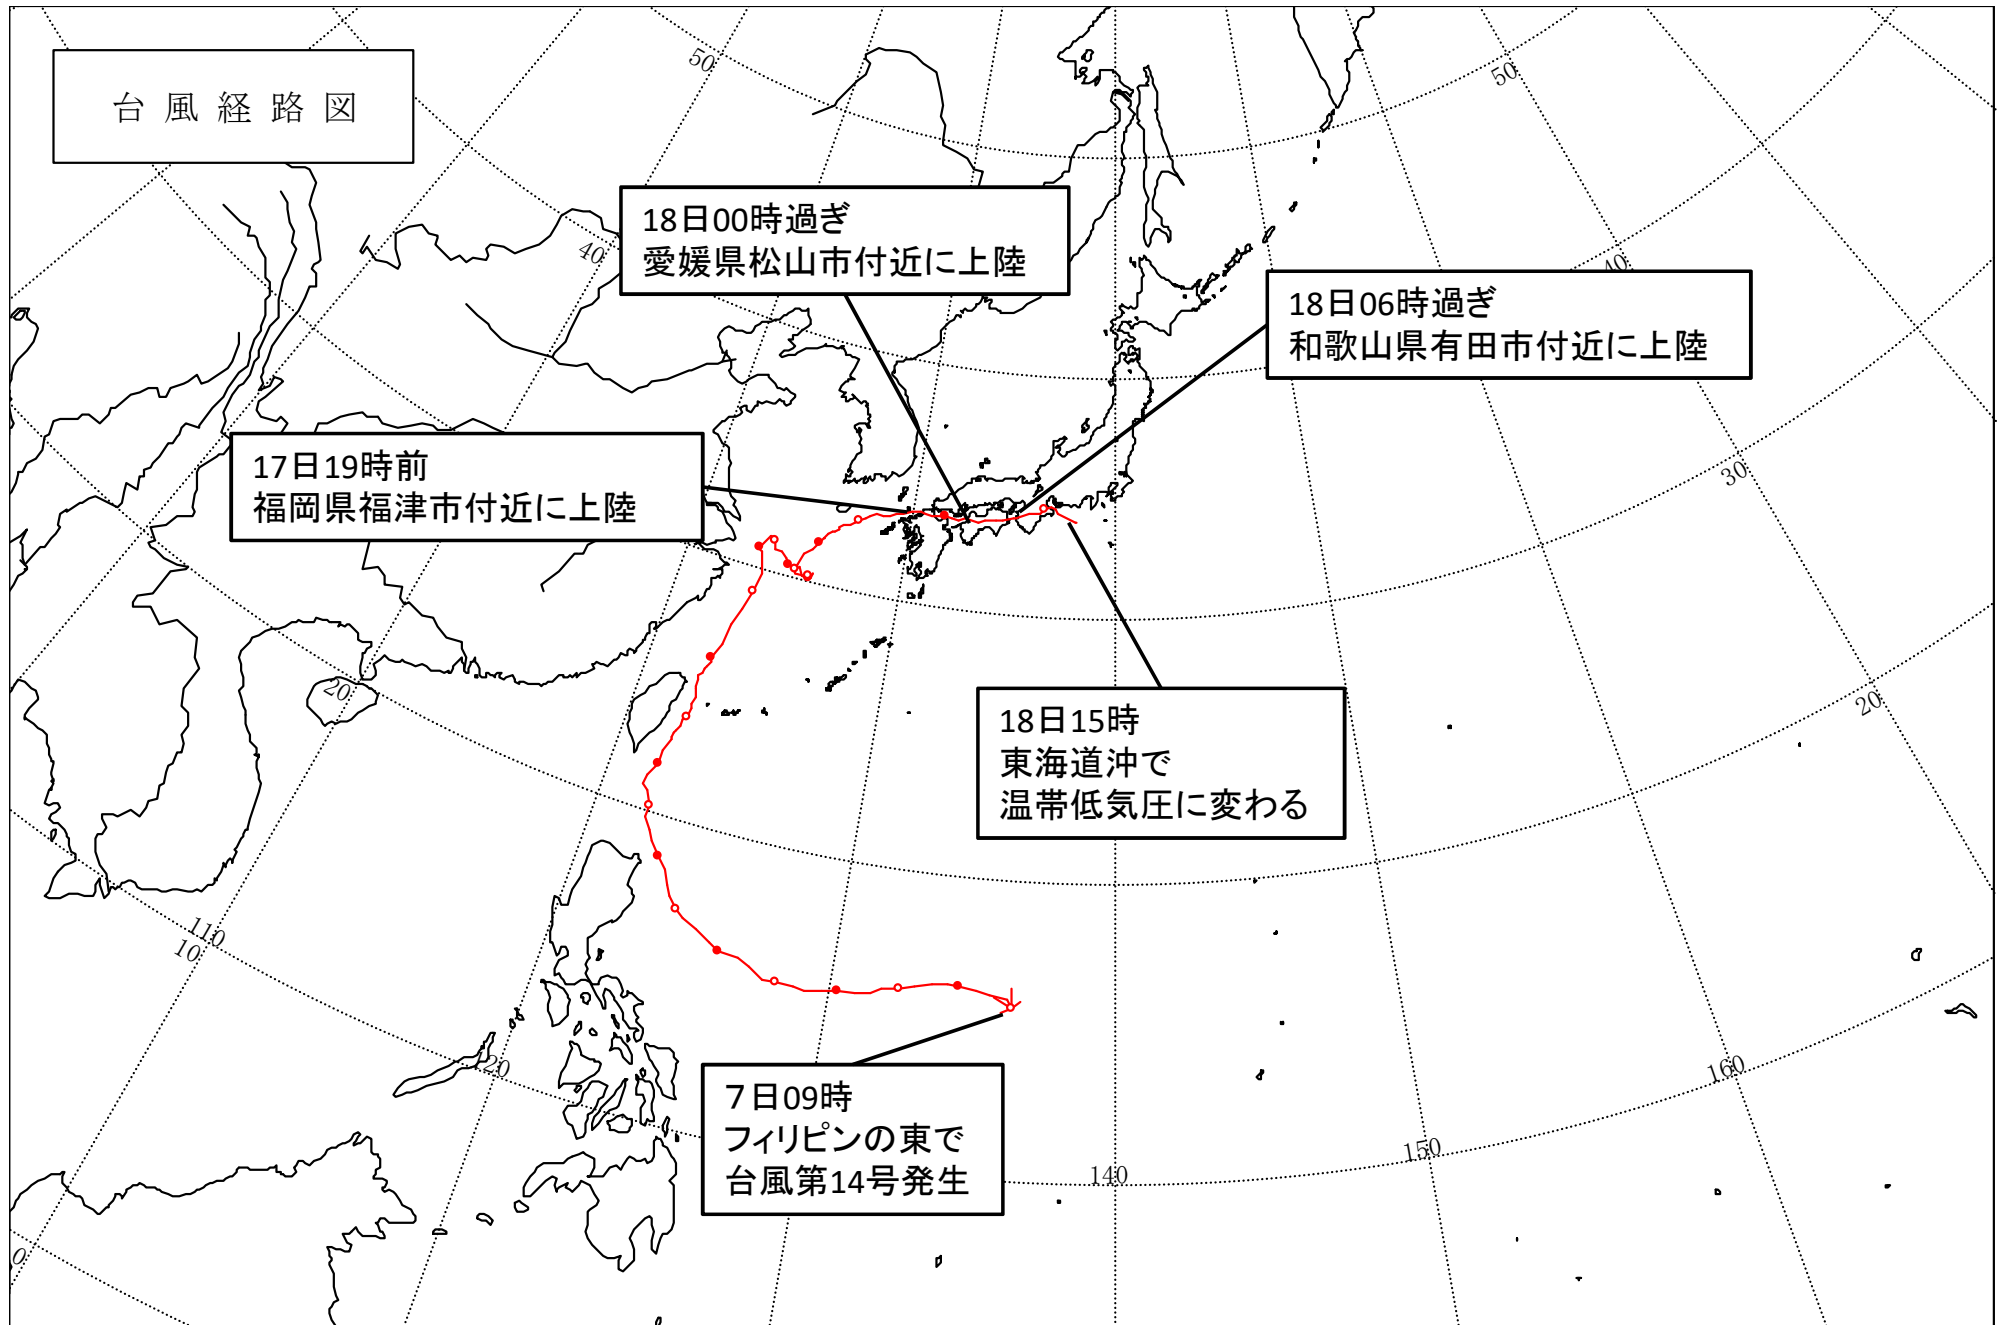 台風経路図
50
50
18日00時過ぎ
愛媛県松山市付近に上陸
40
40
18日06時過ぎ
和歌山県有田市付近に上陸
17日19時前
福岡県福津市付近に上陸
30
20
20
18日15時
東海道沖で
温帯低気圧に変わる
110
10
120
160
7日09時
フィリピンの東で
台風第14号発生
150
140
0